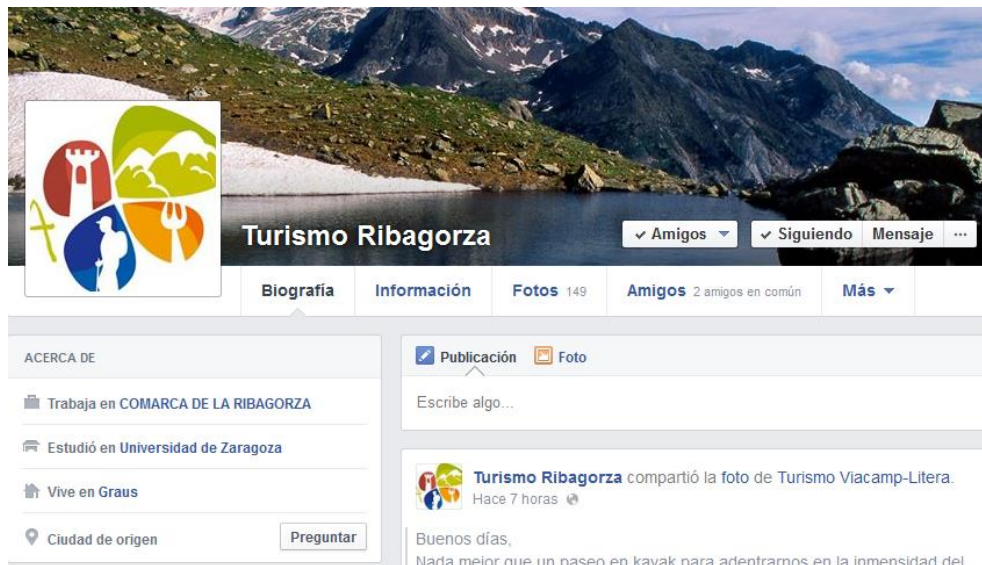 Turismo Ribagorza
Amigos
Siguiendo Mensaje ...
Biografía Información Fotos 149 Amigos 2 amigos en común Más
ACERCA DE
Trabaja en COMARCA DE LA RIBAGORZA
Estudió en Universidad de Zaragoza
Vive en Graus
Ciudad de origen Preguntar
Publicación Foto
Escribe algo...
Turismo Ribagorza compartió la foto de Turismo Viacamp-Litera.
Hace 7 horas
Buenos días,
Nada mejor que un paseo en kayak para adentrarnos en la inmensidad del